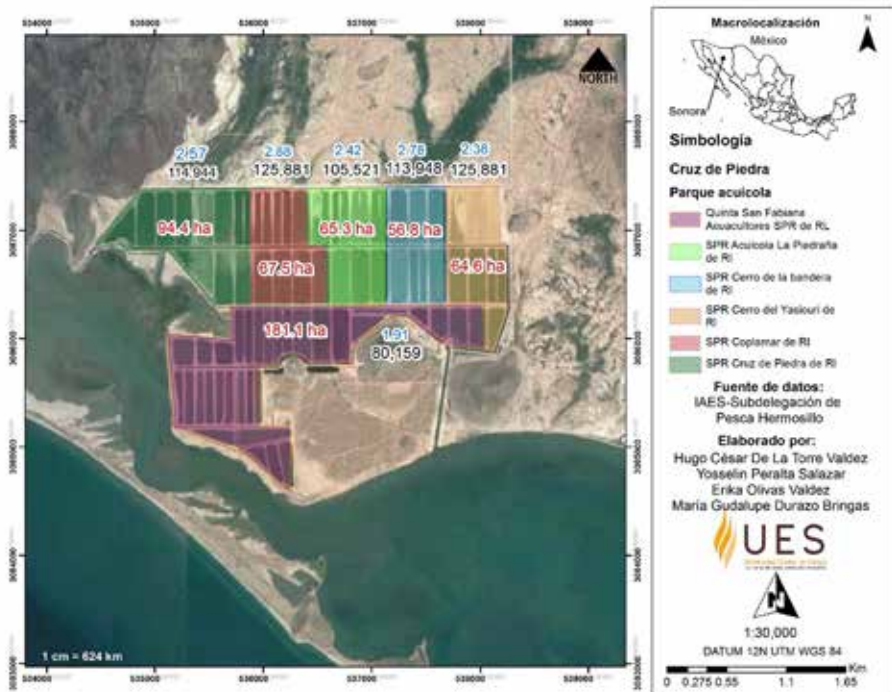 534000 535000 536000 537000 538000 539000
3088000
3087000
3086000
3085000
3084000
3083000
NORTH
2.57 2.88 2.42 2.78 2.38
114,944 125,881 105,521 113,948 125,881
94.4 ha
65.3 ha
56.8 ha
67.5 ha
64.6 ha
181.1 ha
1.91
80,159
1 cm = 624 km
Macrolocalización
México
N
Sonora
Simbología
Cruz de Piedra
Parque acuícola
Quinta San Fabiana
SPR de RL
SPR Acuícola La Piedraña
de RI
SPR Cerro de la bandera
de RI
SPR Cerro del
RI
SPR Coplamar de RI
SPR Cruz de Piedra de RI
Fuente de datos:
IAES-Subdelegación de
Pesca Hermosillo
Elaborado por:
Hugo César De La Torre Valdez
Yosselin Peralta Salazar
Erika Olivas Valdez
María Gudalupe Durazo Bringas
UES
N
1:30,000
DATUM 12N UTM WGS 84
Km
0 0.275 0.55 1.1 1.65